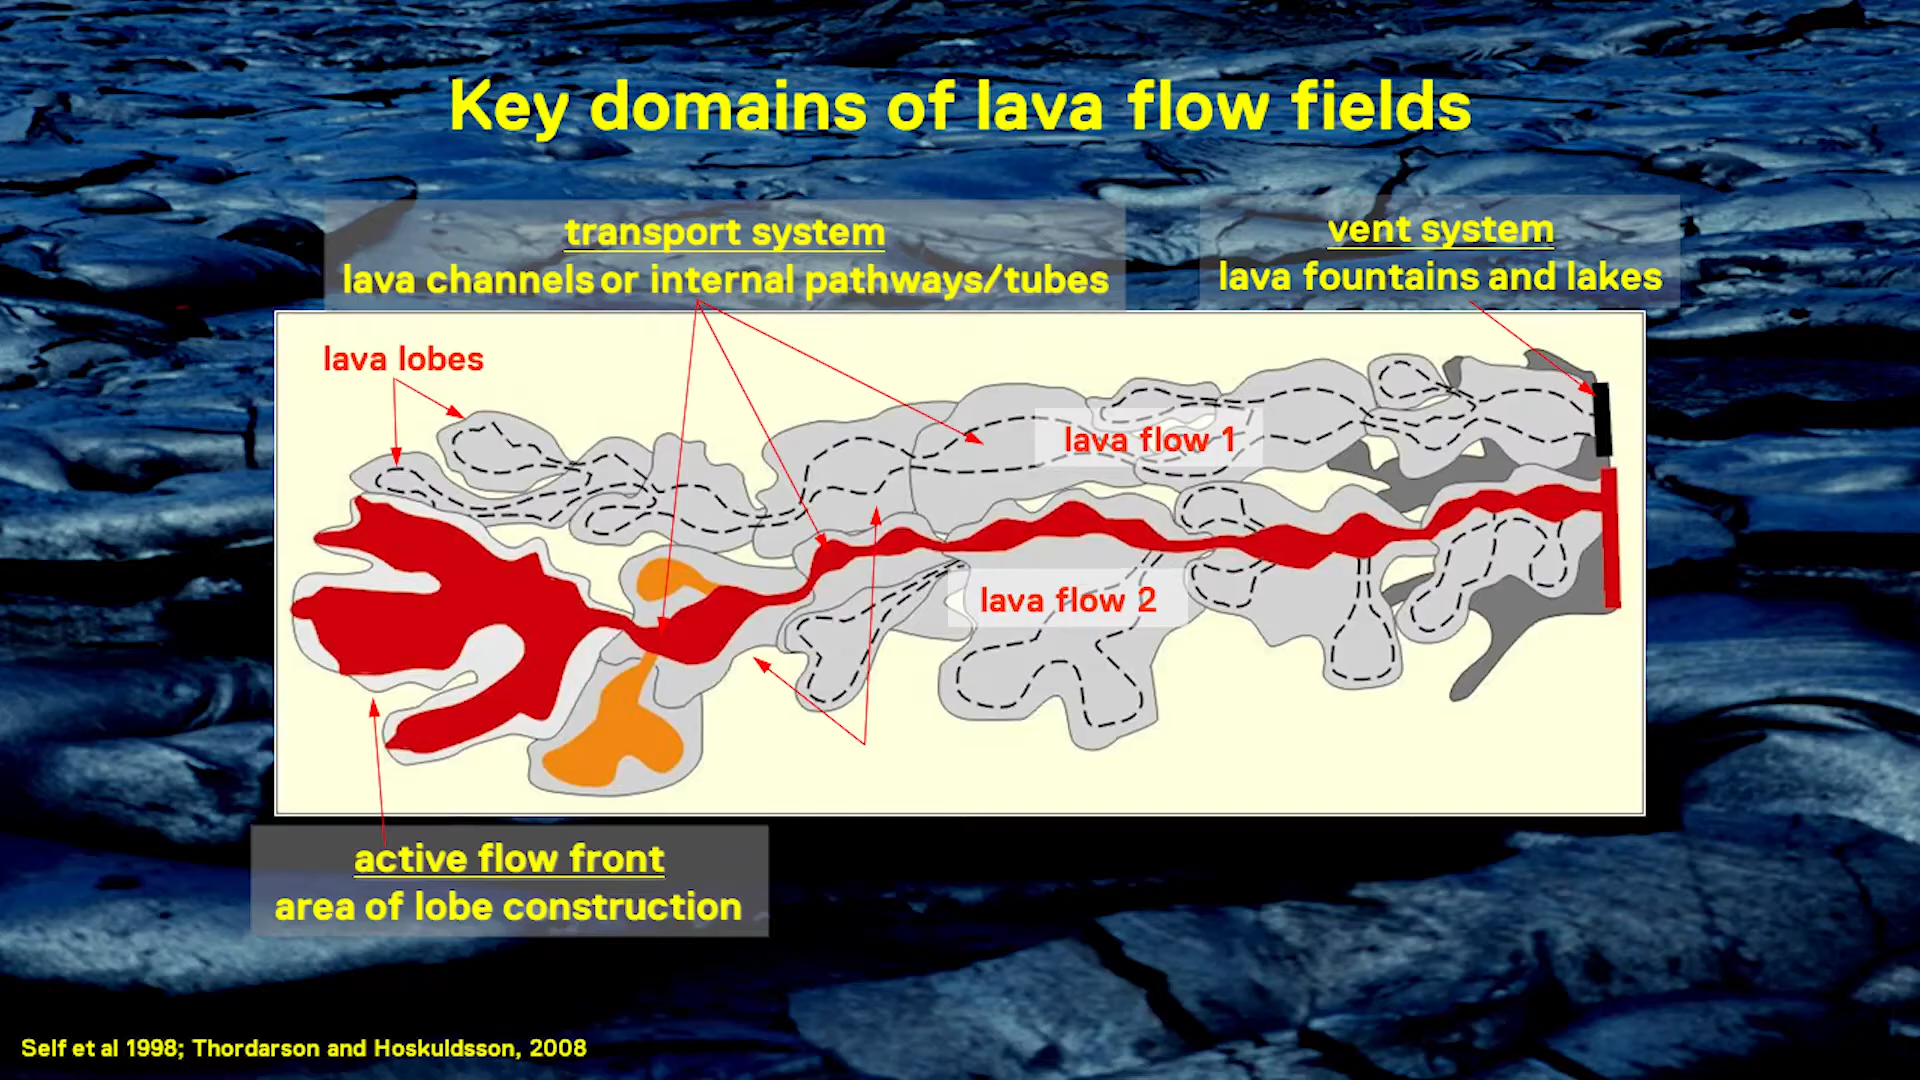 Key domains of lava flow fields
transport system
lava channels or internal pathways/tubes
vent system
lava fountains and lakes
lava lobes
lava flow 1
lava flow 2
active flow front
area of lobe construction
Self et al 1998; Thordarson and Hoskuldsson, 2008